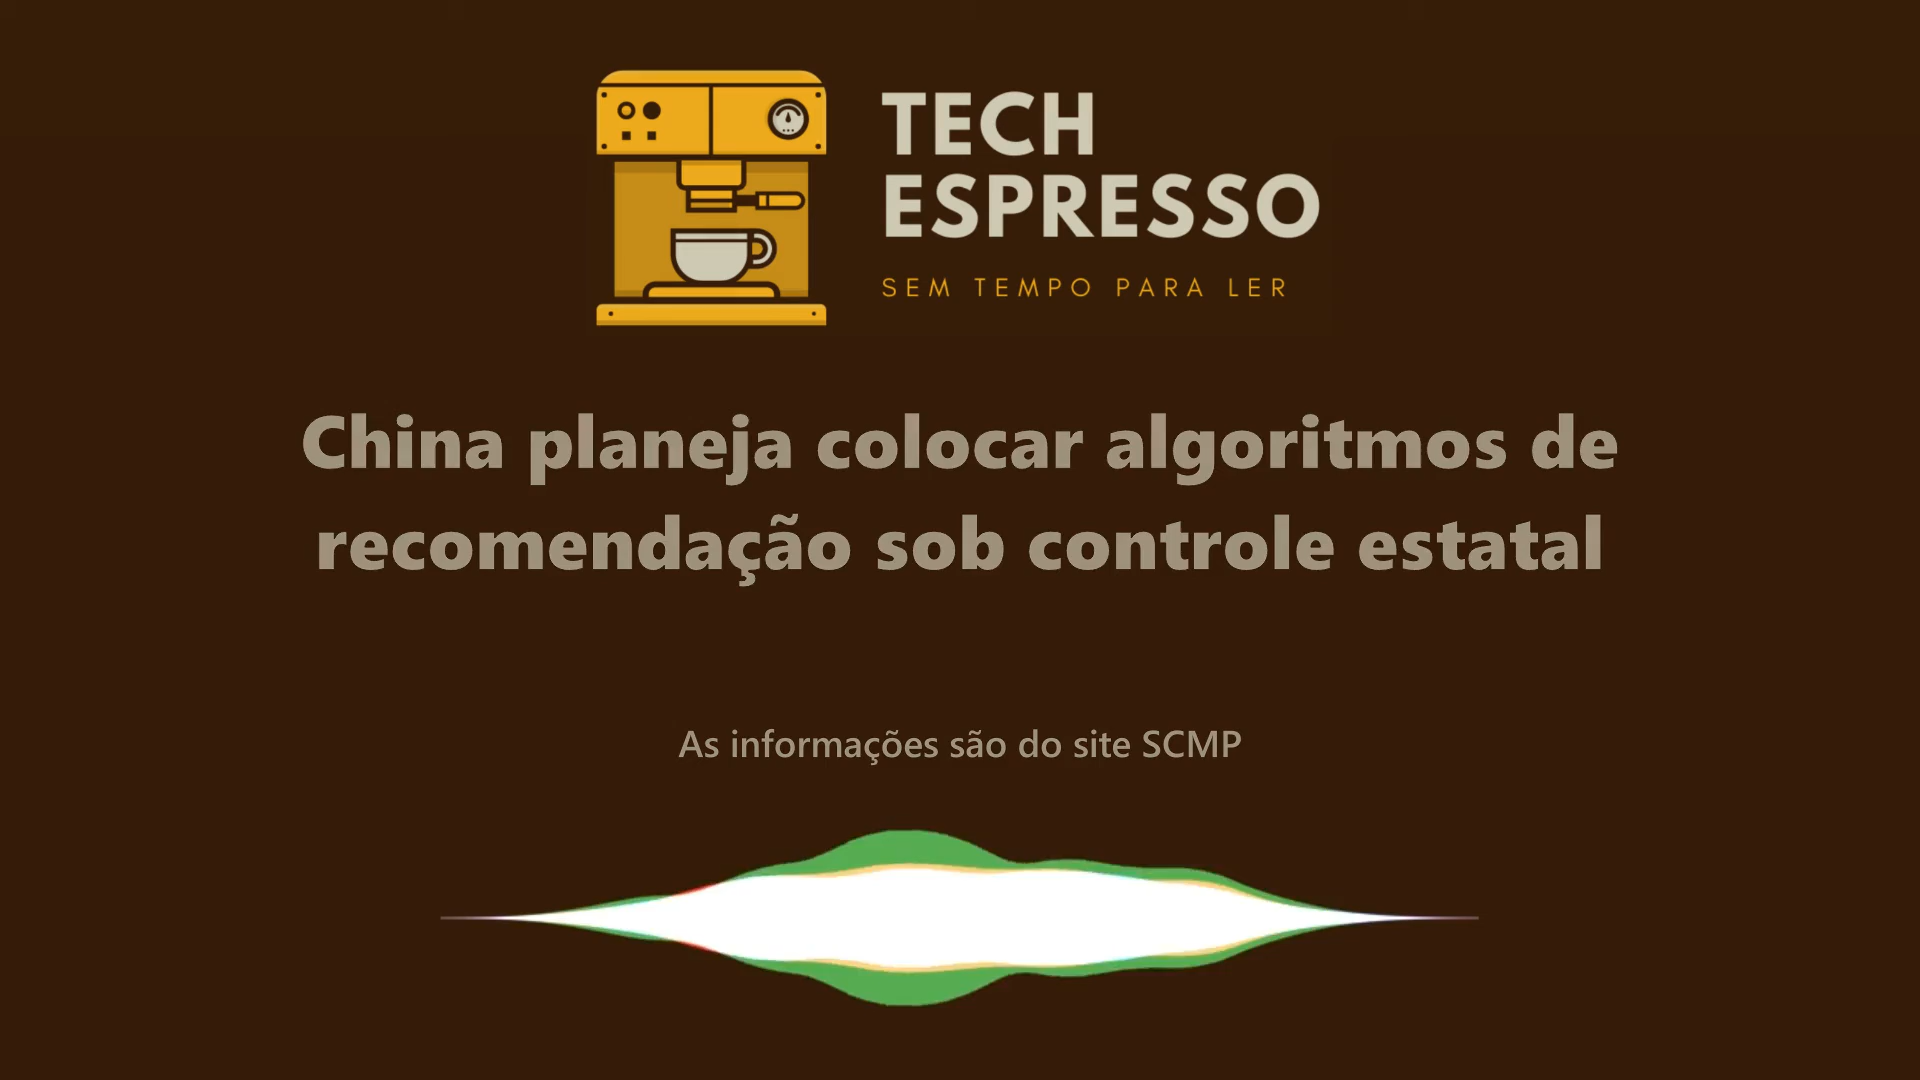 TECH
ESPRESSO
SEM TEMPO PARA LER
China planeja colocar algoritmos de
recomendação sob controle estatal
As informações são do site SCMP